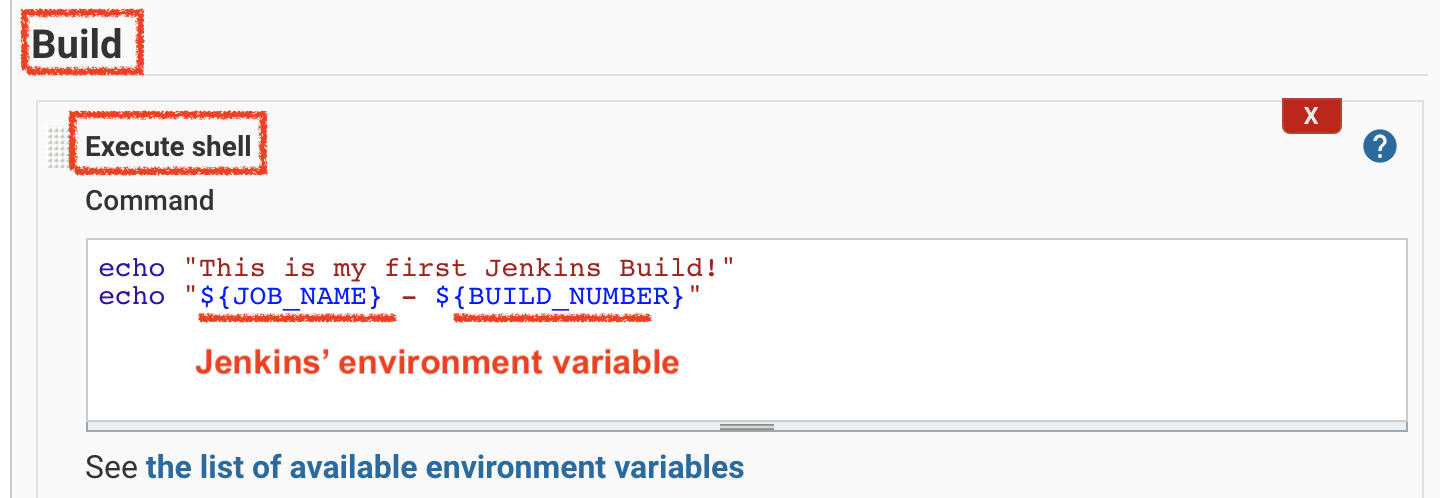 Build
X
Execute shell
?
Command
echo "This is my first Jenkins Build!"
echo "${JOB_NAME} - ${BUILD_NUMBER}"
Jenkins’ environment variable
See the list of available environment variables